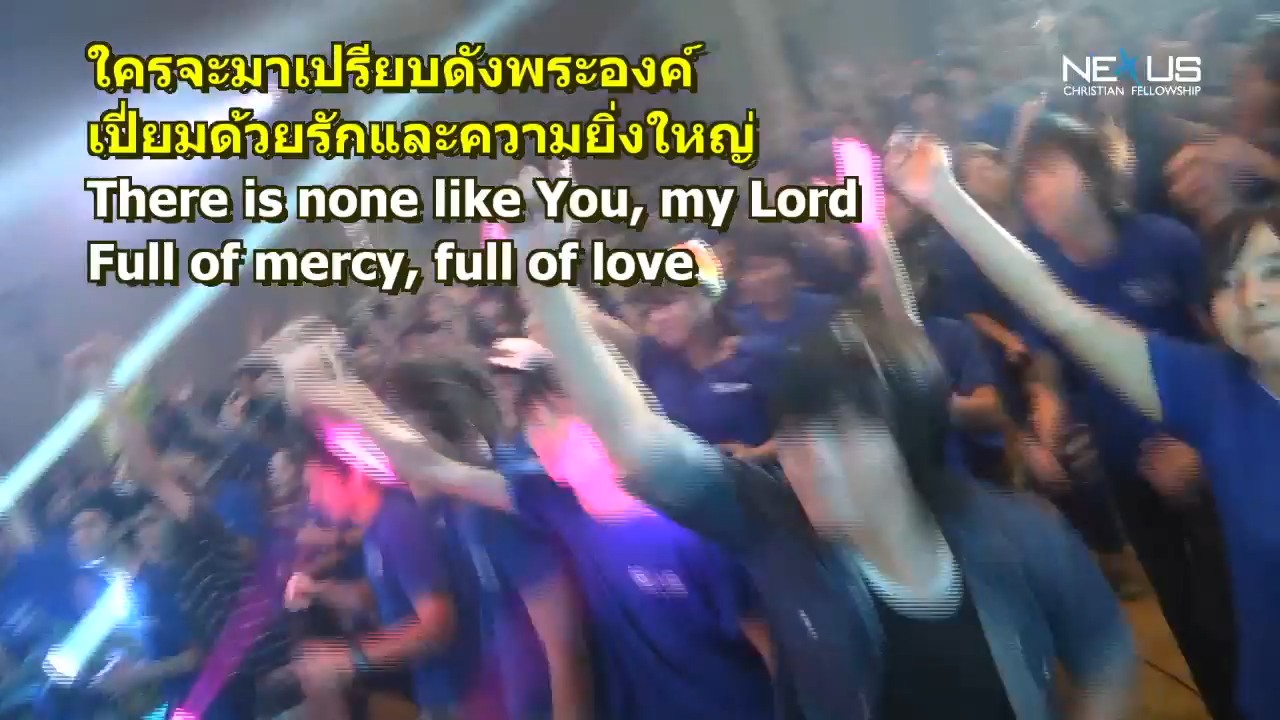 ใครจะมาเปรียบดังพระองค์
เปี่ยมด้วยรักและความยิ่งใหญ่
There is none like You, my Lord
Full of mercy, full of love
NEXUS
CHRISTIAN FELLOWSHIP